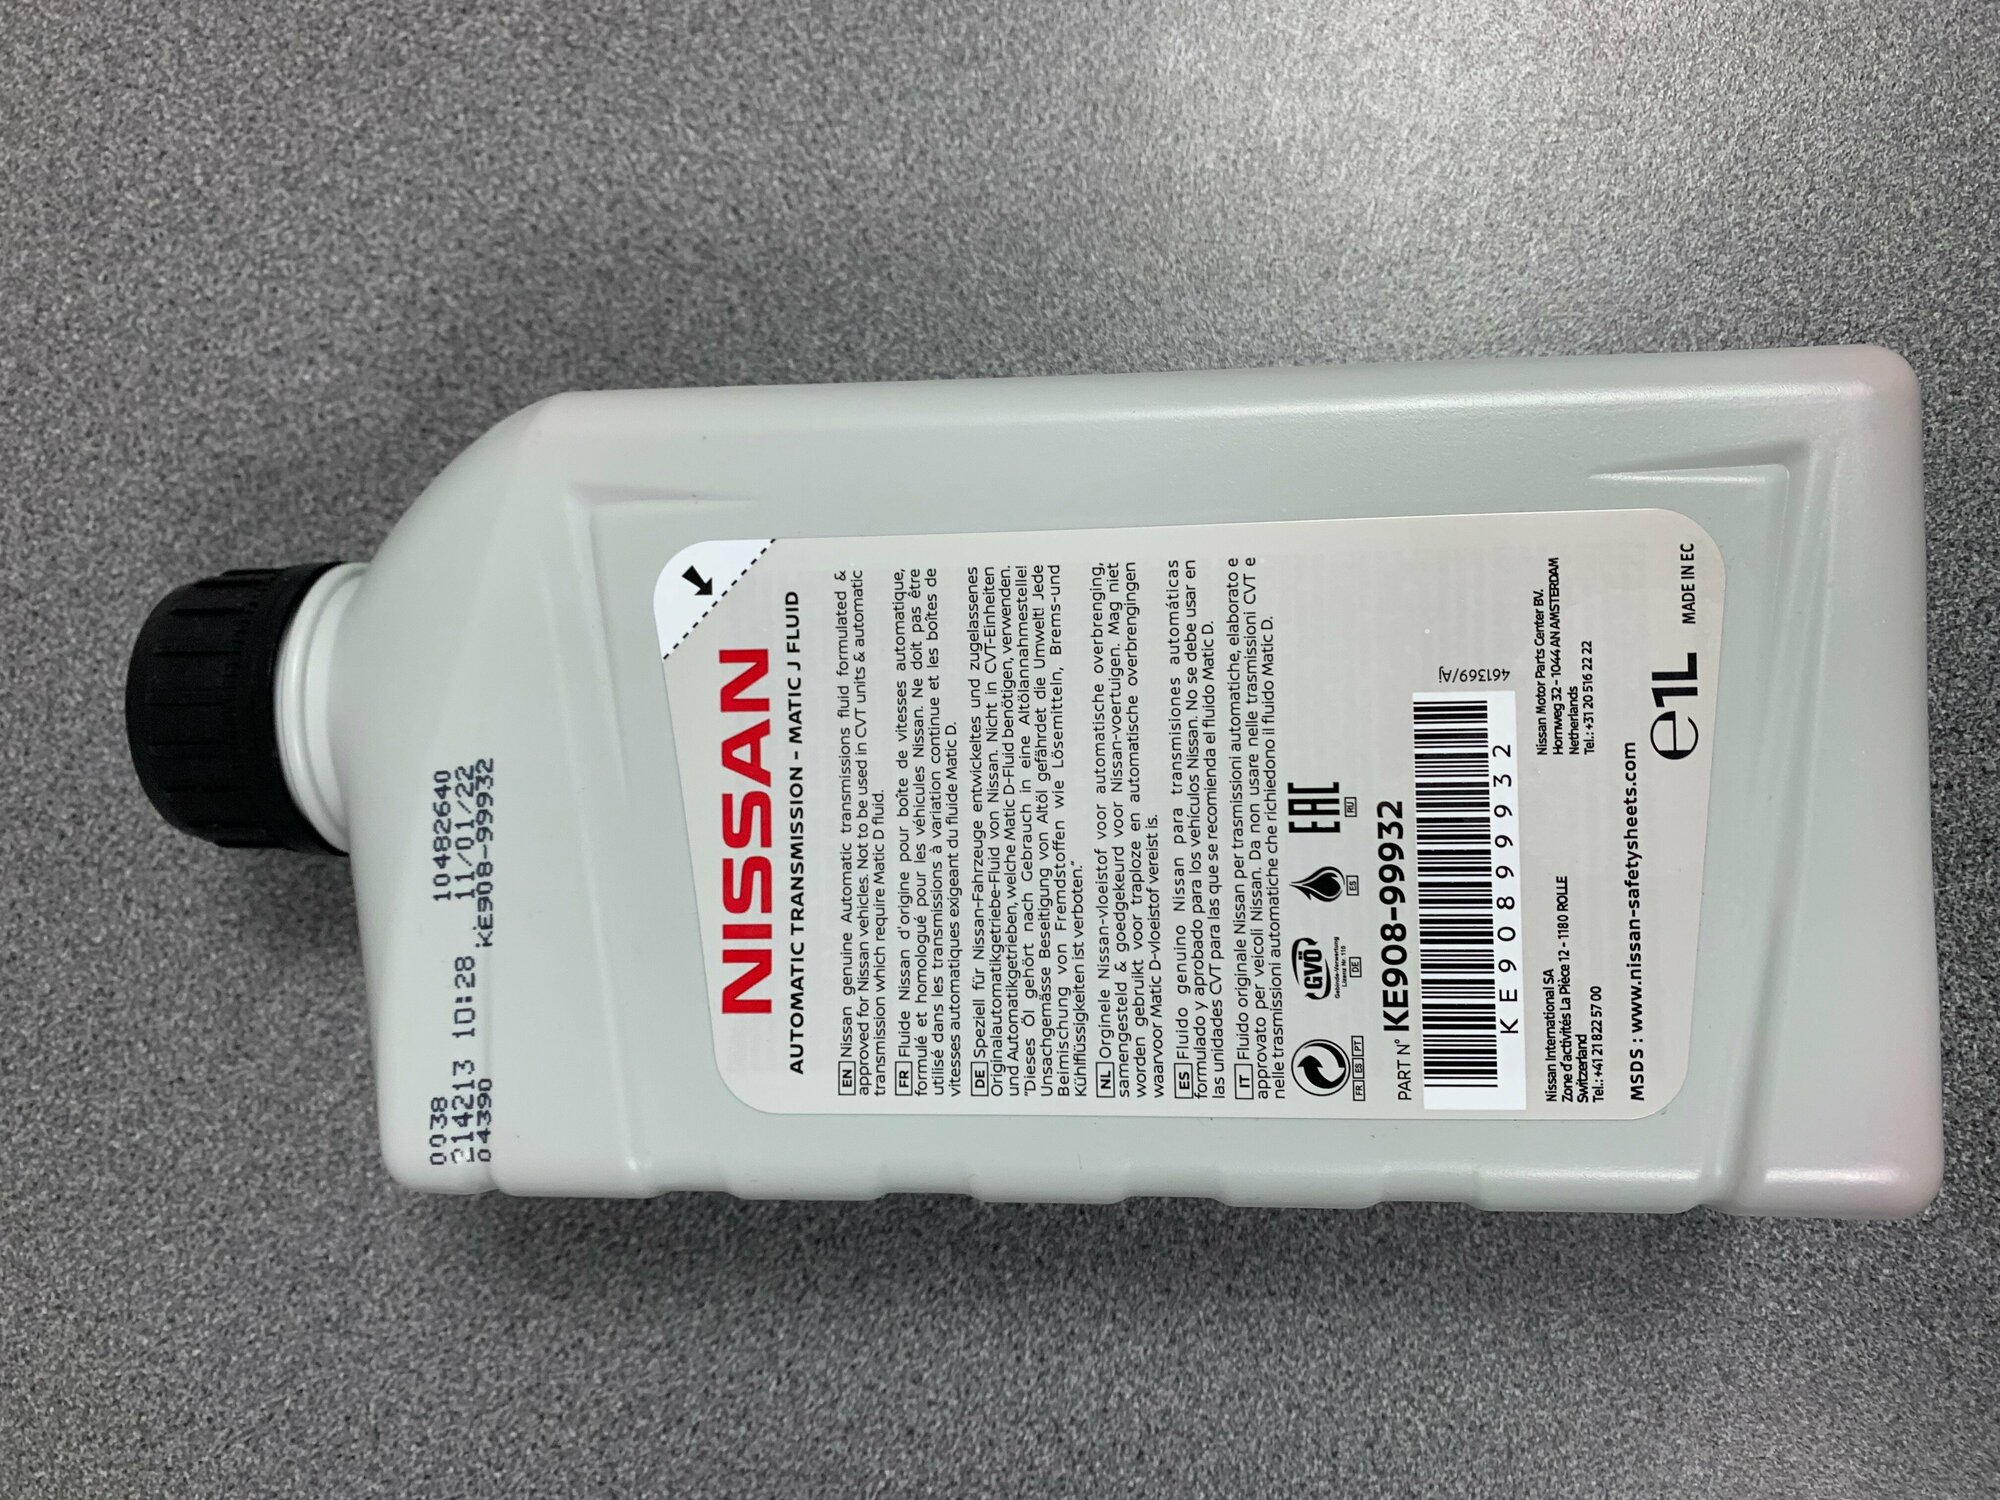 0038 10482640
214213 10:28 11/01/22
04390 KE908-99932
NISSAN
AUTOMATIC TRANSMISSION - MATIC J FLUID
EN Nissan genuine Automatic transmissions fluid formulated &
approved for Nissan vehicles. Not to be used in CVT units & automatic
transmission which require Matic D fluid.
FR Fluide Nissan d'origine pour boîte de vitesses automatique,
formulé et homologué pour les véhicules Nissan. Ne doit pas être
utilisé dans les transmissions à variation continue et les boîtes de
vitesses automatiques exigeant du fluide Matic D.
DE Speziell für Nissan-Fahrzeuge entwickeltes und zugelassenes
Originalautomatikgetriebe-Fluid von Nissan. Nicht in CVT-Einheiten
und Automatikgetrieben, welche Matic D-Fluid benötigen, verwenden.
"Dieses Öl gehört nach Gebrauch in eine Altölannahmestelle!
Unsachgemässe Beseitigung von Altöl gefährdet die Umwelt! Jede
Beimischung von Fremdstoffen wie Lösemitteln, Brems-und
Kühlflüssigkeiten ist verboten."
NL Orginele Nissan-vloeistof voor automatische overbrenging,
samengesteld & goedgekeurd voor Nissan-voertuigen. Mag niet
worden gebruikt voor traploze en automatische overbrengingen
waarvoor Matic D-vloeistof vereist is.
ES Fluido genuino Nissan para transmisiones automáticas
formulado y aprobado para los vehículos Nissan. No se debe usar en
las unidades CVT para las que se recomienda el fluido Matic D.
IT Fluido originale Nissan per trasmissioni automatiche, elaborato e
approvato per veicoli Nissan. Da non usare nelle trasmissioni CVT e
nelle trasmissioni automatiche che richiedono il fluido Matic D.
GVÖ EAC
Gebinde-Verwertung
Lizenz Nr. 110
FR ES PT DE ES RU
PART N° KE908-99932
KE90899932
461369/AJ
Nissan International SA
Zone d'activités La Pièce 12 - 1180 ROLLE
Switzerland
Tel.: +41 21 822 57 00
Nissan Motor Parts Center BV.
Hornweg 32 - 1044 AN AMSTERDAM
Netherlands
Tel.: +31 20 516 22 22
MSDS : www.nissan-safetysheets.com
e1L
MADE IN EC